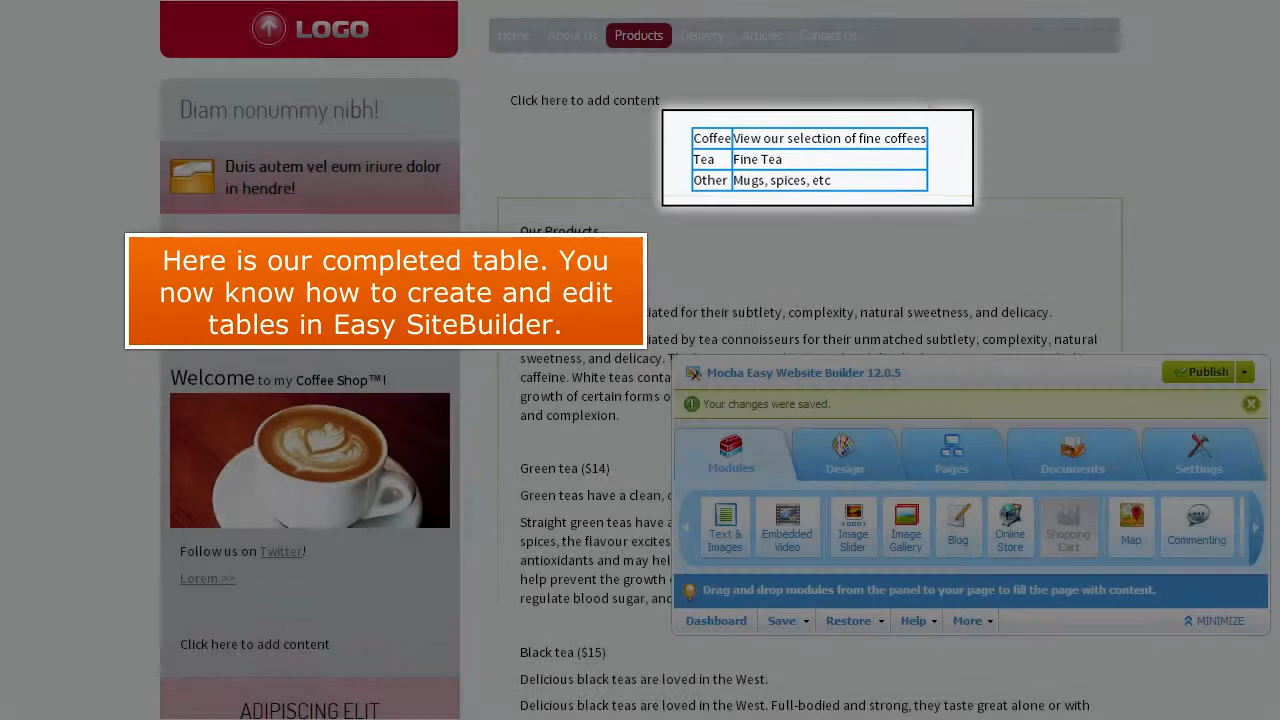 LOGO
Home About Us Products Delivery Articles Contact Us
Diam nonummy nibh!
Duis autem vel eum iriure dolor
in hendre!
Click here to add content
Coffee View our selection of fine coffees
Tea Fine Tea
Other Mugs, spices, etc
Our Products
Here is our completed table. You
now know how to create and edit
tables in Easy SiteBuilder.
for their subtlety, complexity, natural sweetness, and delicacy.
by tea connoisseurs for their unmatched subtlety, complexity, natural
sweetness, and delicacy.
caffeine. White teas
growth of certain forms
and complexion.
Green tea ($14)
Green teas have a clean,
Straight green teas have
spices, the flavour excites
antioxidants and may
help prevent the growth
regulate blood sugar,
Black tea ($15)
Delicious black teas are loved in the West.
Delicious black teas are loved in the West. Full-bodied and strong, they taste great alone or with
Welcome to my Coffee Shop™!
Follow us on Twitter!
Lorem >>
Click here to add content
ADIPISCING ELIT
Mocha Easy Website Builder 12.0.5
Publish
Your changes were saved.
Modules Design Pages Documents Settings
Text & Images
Embedded Video
Image Slider
Image Gallery
Blog
Online Store
Shopping Cart
Map
Commenting
Drag and drop modules from the panel to your page to fill the page with content.
Dashboard Save Restore Help More MINIMIZE